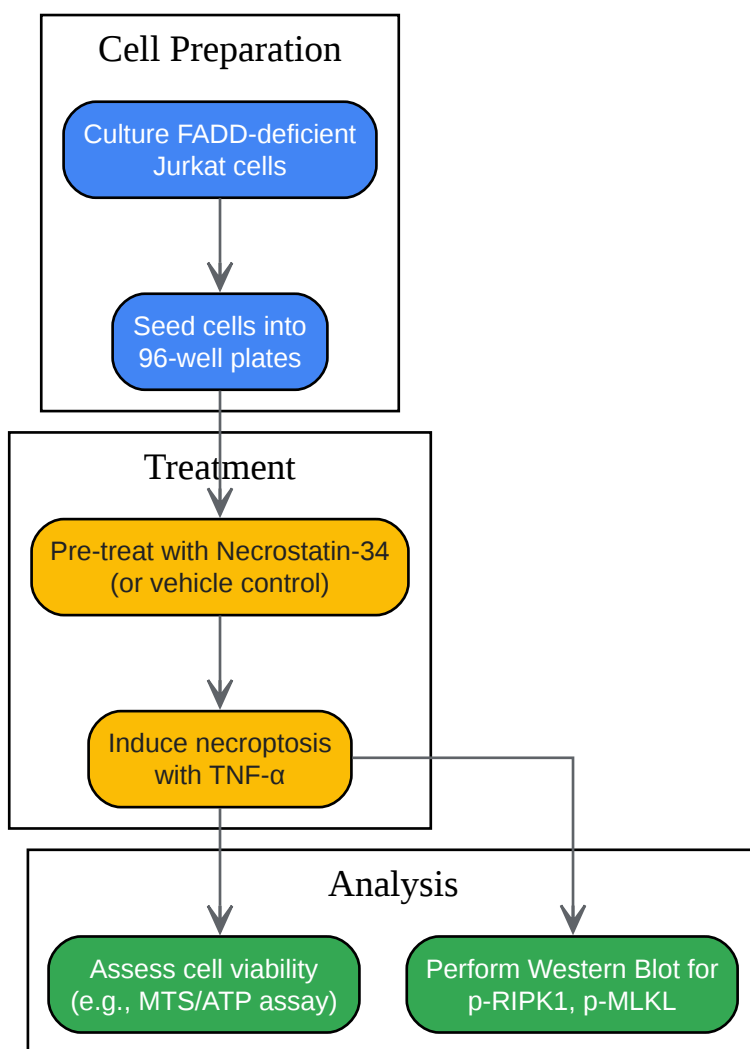 Cell Preparation
Culture FADD-deficient
Jurkat cells
Seed cells into
96-well plates
Treatment
Pre-treat with Necrostatin-34
(or vehicle control)
Induce necroptosis
with TNF-α
Analysis
Assess cell viability
(e.g., MTS/ATP assay)
Perform Western Blot for
p-RIPK1, p-MLKL